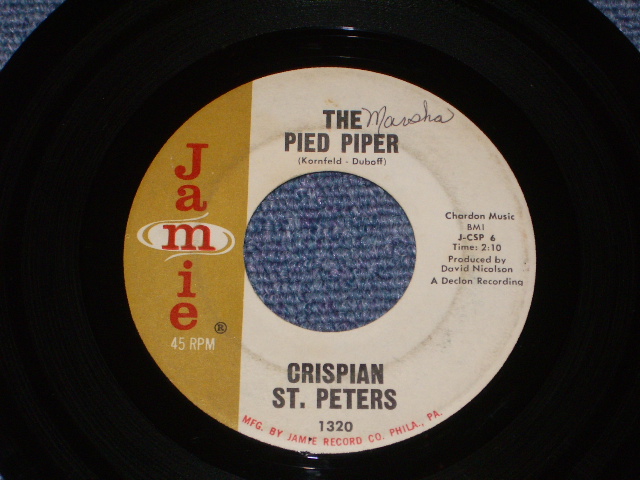 THE Marsha
PIED PIPER
(Kornfeld - Duboff)
Jamie
®
45 RPM
Chardon Music
BMI
J-CSP 6
Time: 2:10
Produced by
David Nicolson
A Declon Recording
CRISPIAN
ST. PETERS
1320
MFG. BY JAMIE RECORD CO. PHILA., PA.